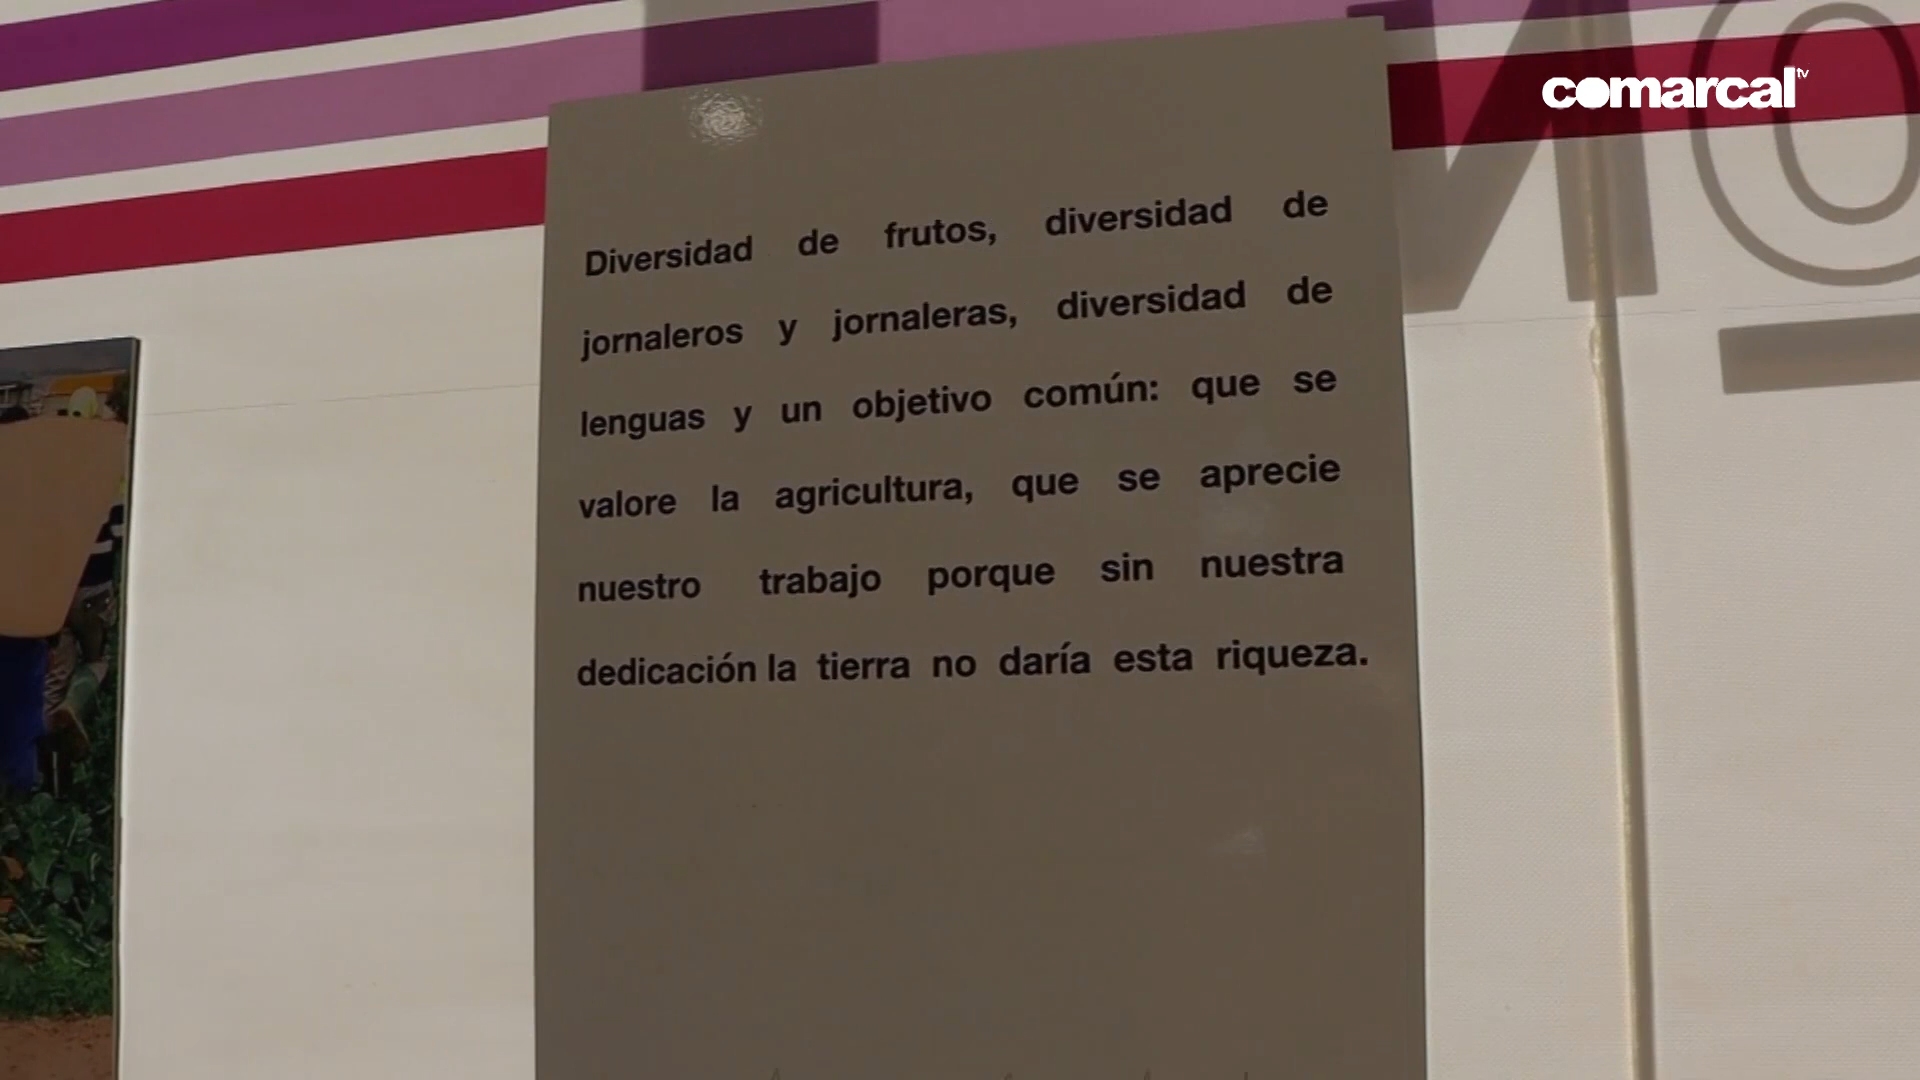 comarcal tv
Diversidad de frutos, diversidad de
jornaleros y jornaleras, diversidad de
lenguas y un objetivo común: que se
valore la agricultura, que se aprecie
nuestro trabajo porque sin nuestra
dedicación la tierra no daría esta riqueza.